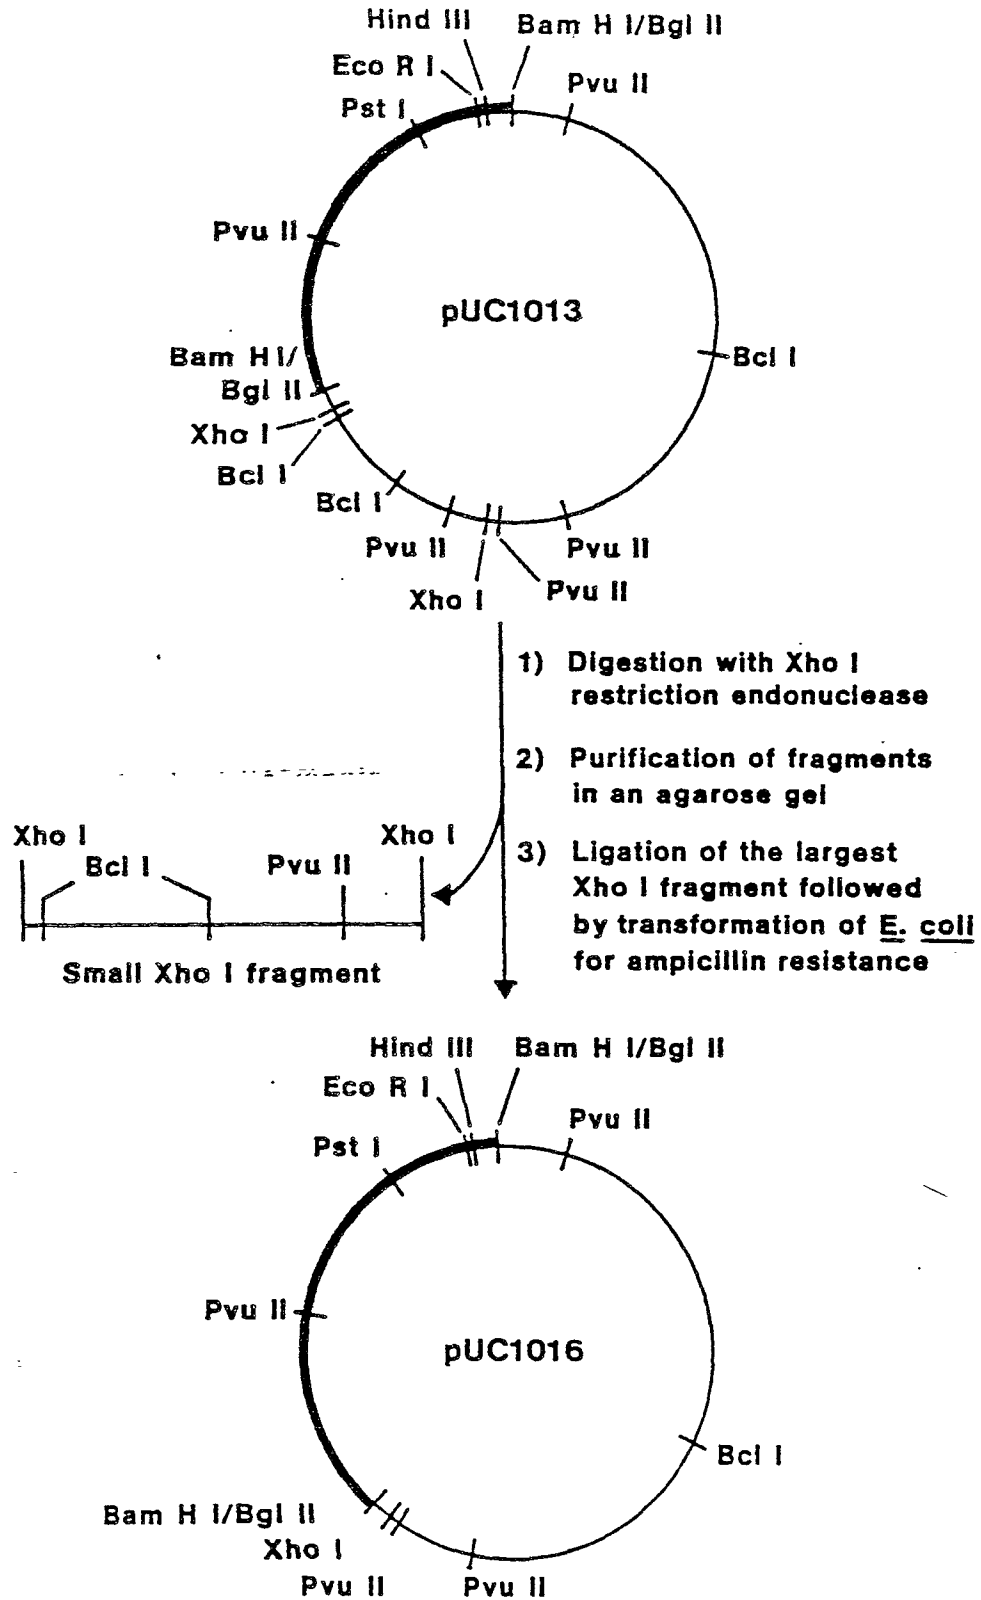 Hind III
Bam H I/Bgl II
Eco R I
Pvu II
Pst I
Pvu II
pUC1013
Bam H I/
Bgl II
Bcl I
Xho I
Bcl I
Bcl I
Pvu II
Pvu II
Xho I
Pvu II
1) Digestion with Xho I
restriction endonuclease
2) Purification of fragments
in an agarose gel
3) Ligation of the largest
Xho I fragment followed
by transformation of E. coli
for ampicillin resistance
Xho I
Xho I
Bcl I
Pvu II
Small Xho I fragment
Hind III
Bam H I/Bgl II
Eco R I
Pvu II
Pst I
Pvu II
pUC1016
Bcl I
Bam H I/Bgl II
Xho I
Pvu II
Pvu II